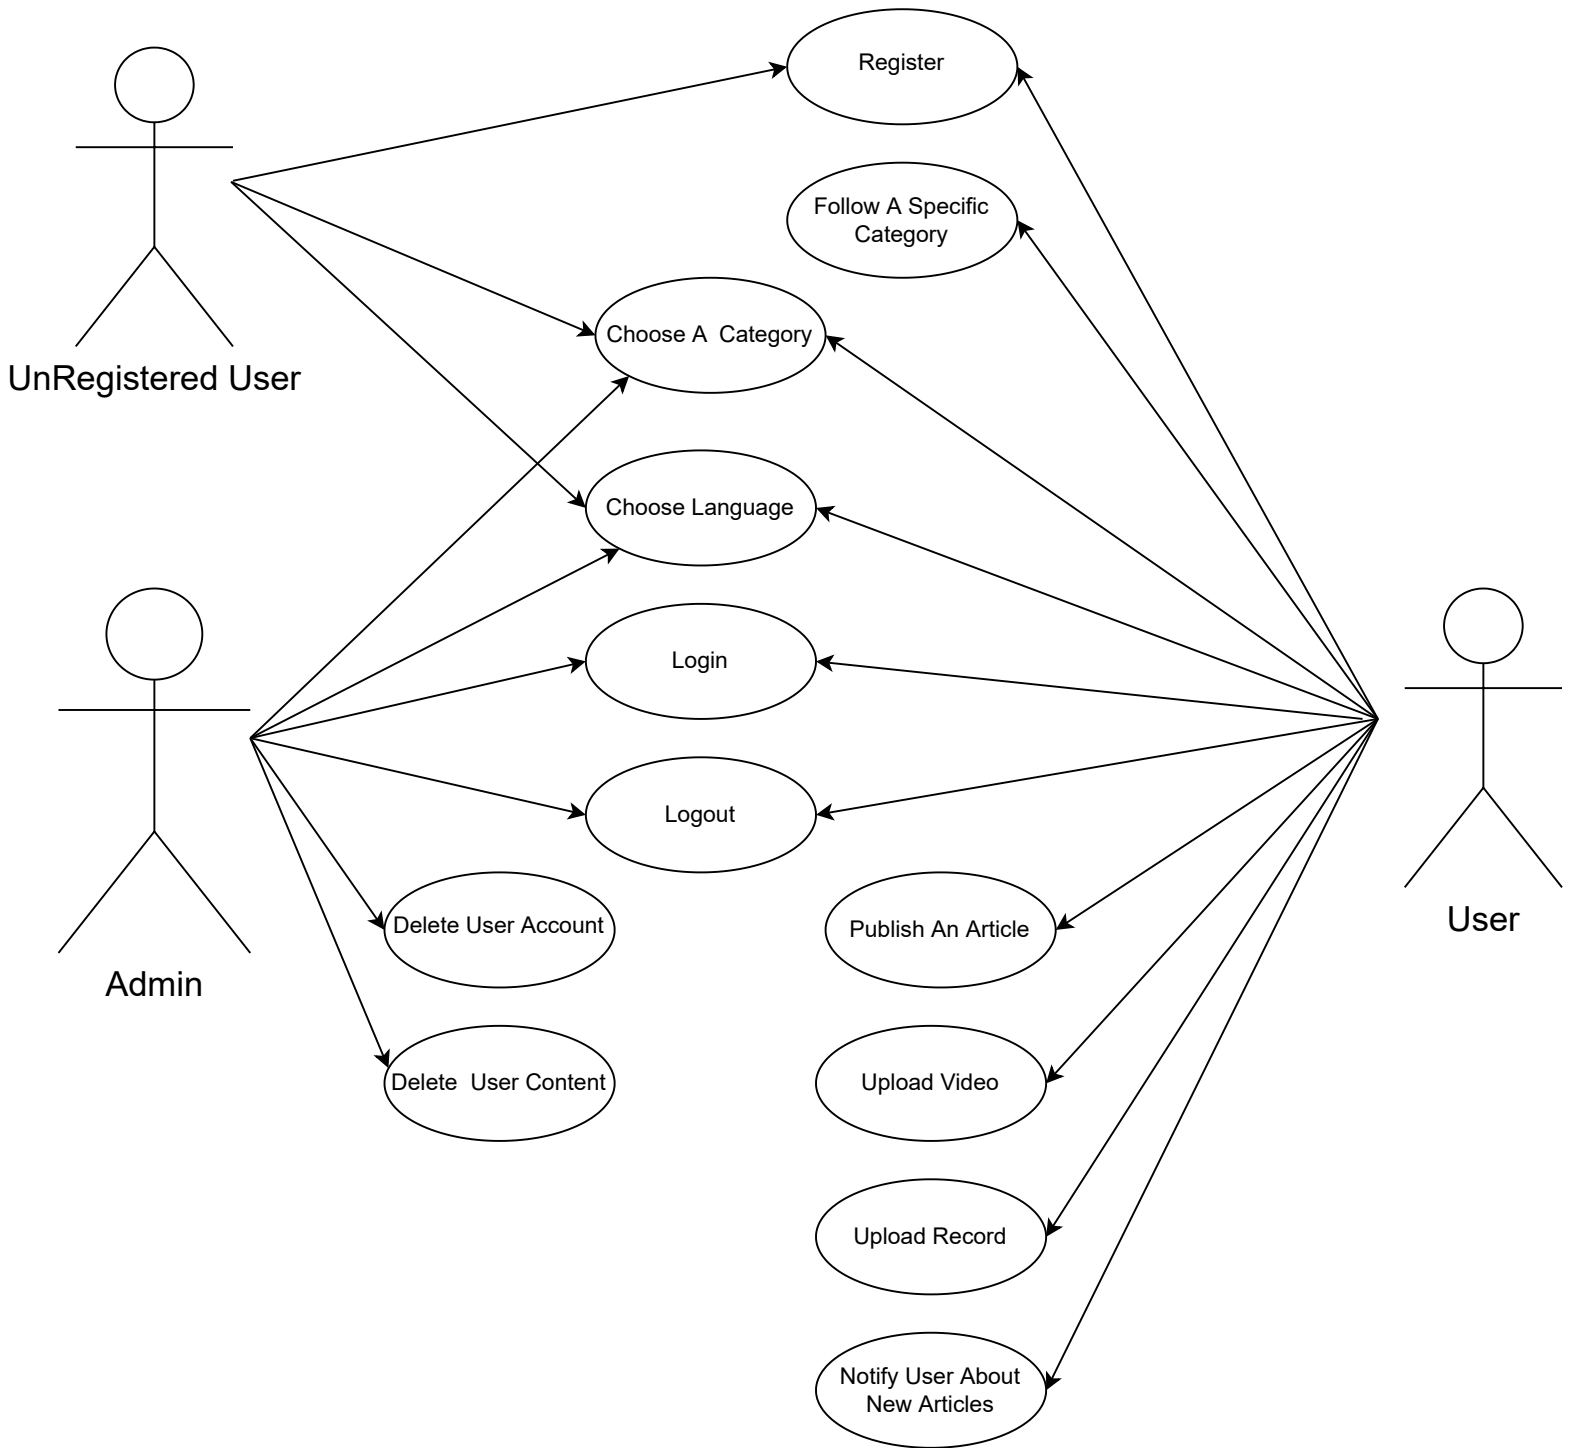 Register
Follow A Specific
Category
Choose A  Category
UnRegistered User
Choose Language
Login
Logout
Delete User Account
Publish An Article
User
Admin
Delete  User Content
Upload Video
Upload Record
Notify User About
New Articles